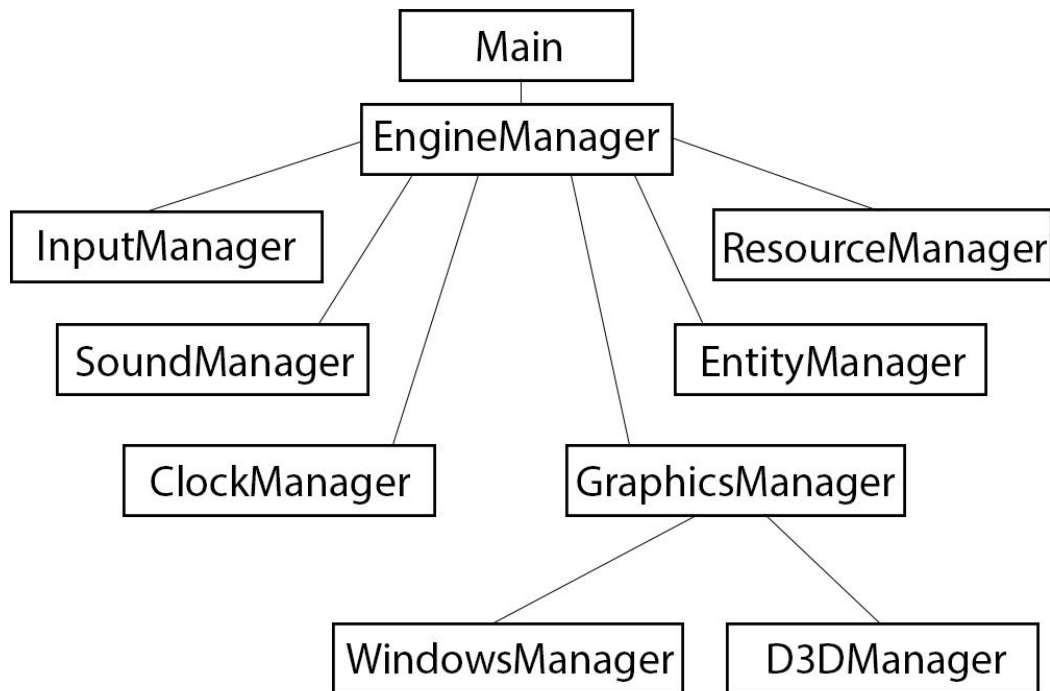 Main
EngineManager
InputManager
ResourceManager
SoundManager
EntityManager
ClockManager
GraphicsManager
WindowsManager
D3DManager